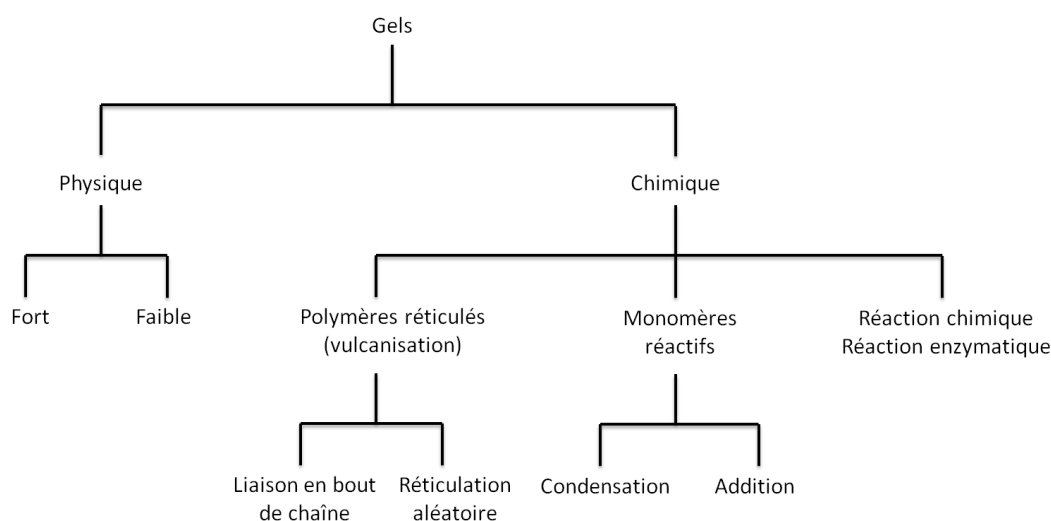 Gels
Physique
Chimique
Fort
Faible
Polymères réticulés
(vulcanisation)
Monomères
réactifs
Réaction chimique
Réaction enzymatique
Liaison en bout
de chaîne
Réticulation
aléatoire
Condensation
Addition